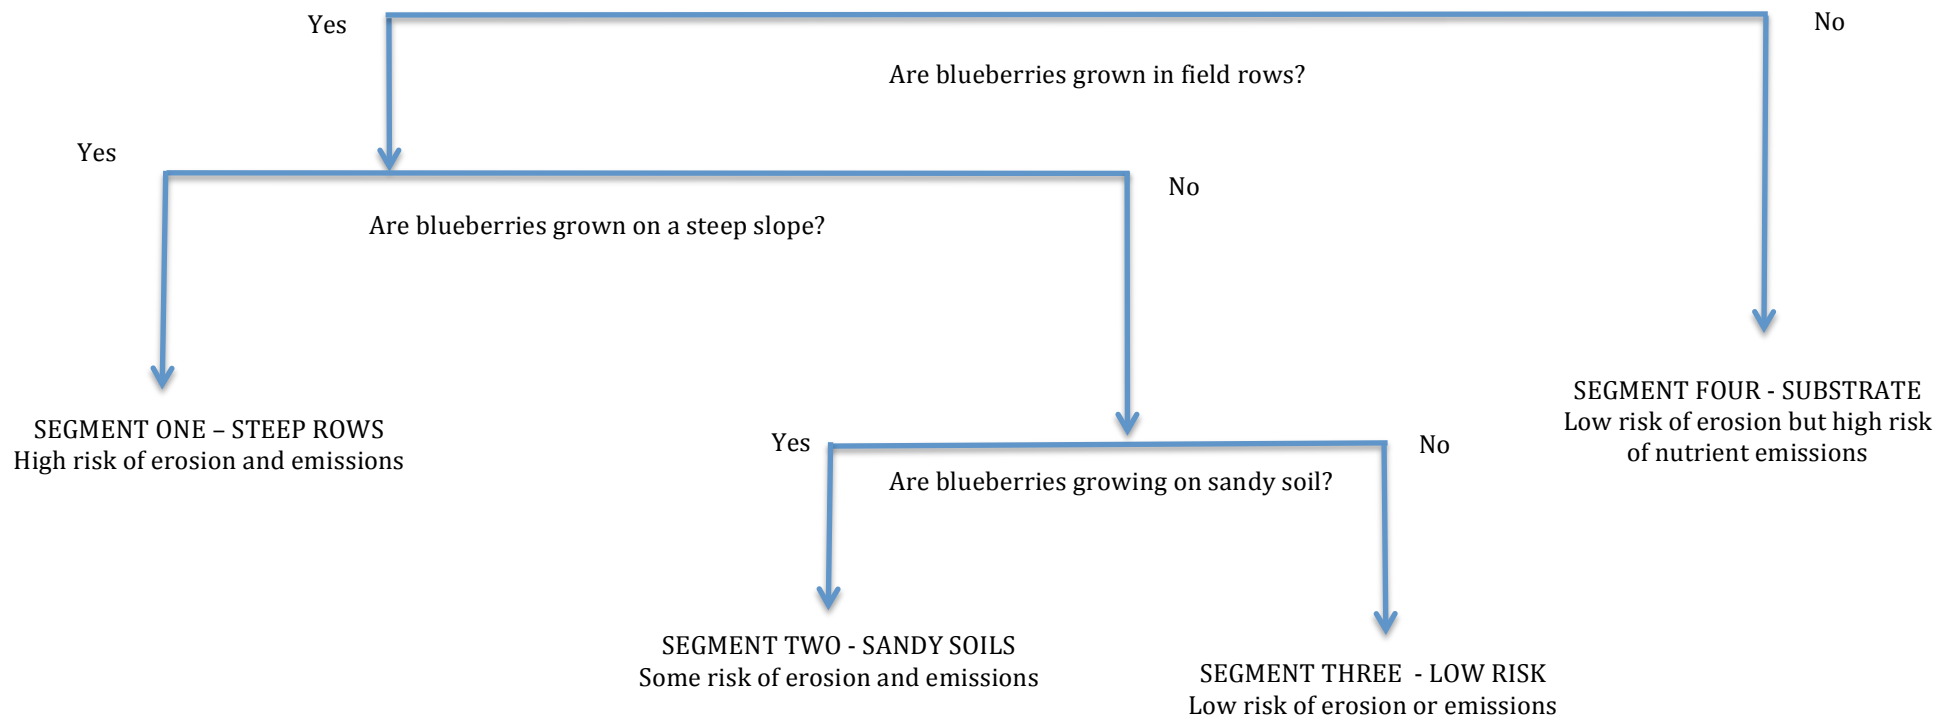 Yes
No
Are blueberries grown in field rows?
Yes
No
Are blueberries grown on a steep slope?
SEGMENT ONE – STEEP ROWS
High risk of erosion and emissions
SEGMENT FOUR - SUBSTRATE
Low risk of erosion but high risk
of nutrient emissions
Yes
No
Are blueberries growing on sandy soil?
SEGMENT TWO - SANDY SOILS
Some risk of erosion and emissions
SEGMENT THREE  - LOW RISK
Low risk of erosion or emissions